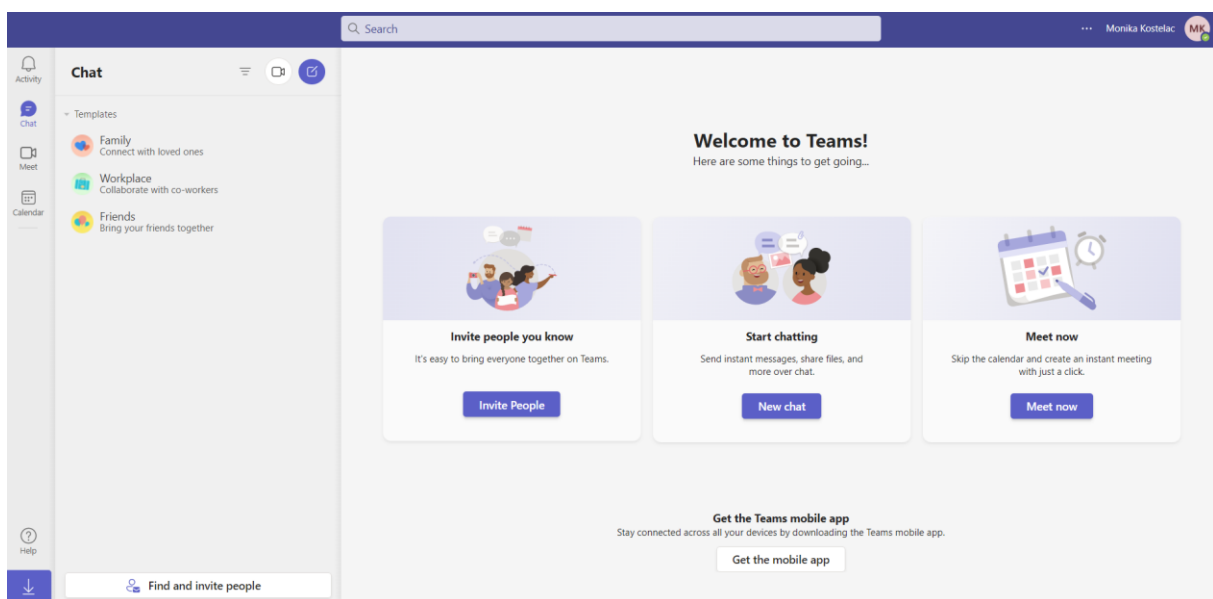 Search
... Monika Kostelac MK
Activity
Chat
Meet
Calendar
Help
Chat
Templates
Family
Connect with loved ones
Workplace
Collaborate with co-workers
Friends
Bring your friends together
Find and invite people
Welcome to Teams!
Here are some things to get going...
Invite people you know
It's easy to bring everyone together on Teams.
Invite People
Start chatting
Send instant messages, share files, and
more over chat.
New chat
Meet now
Skip the calendar and create an instant meeting
with just a click.
Meet now
Get the Teams mobile app
Stay connected across all your devices by downloading the Teams mobile app.
Get the mobile app